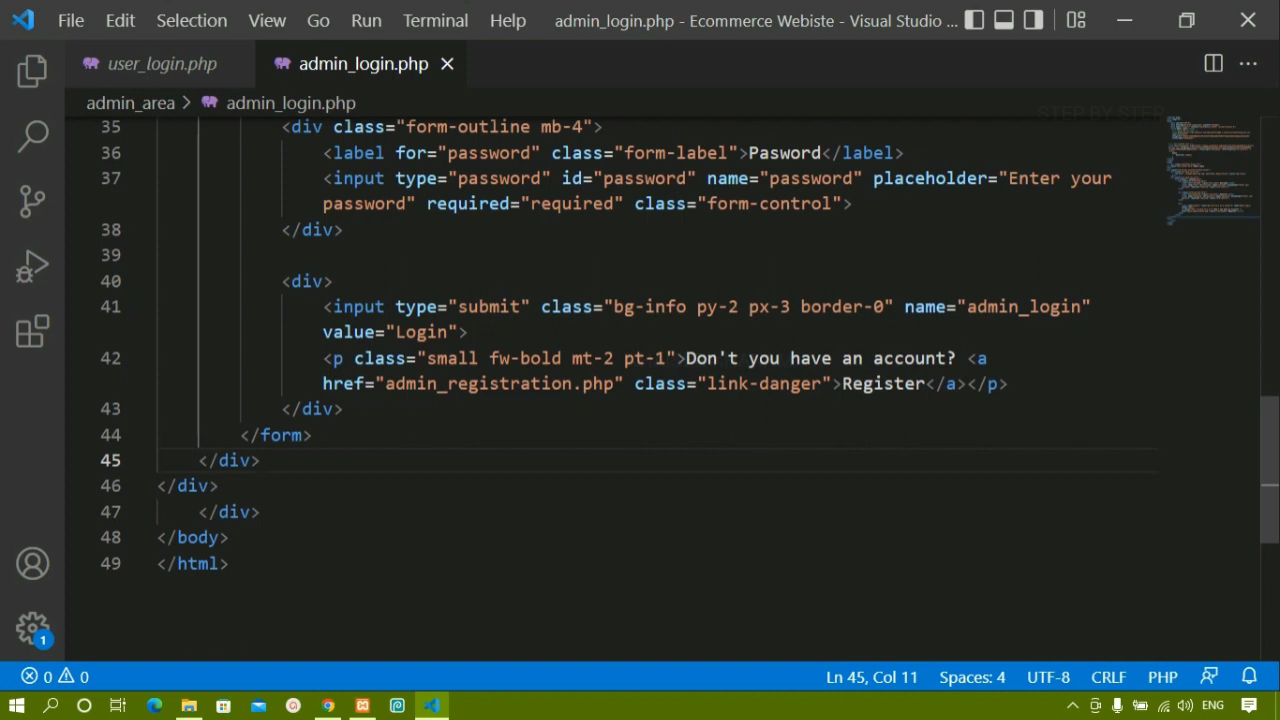 File Edit Selection View Go Run Terminal Help admin_login.php - Ecommerce Webiste - Visual Studio ...
user_login.php admin_login.php
admin_area > admin_login.php
STEP BY STEP
35 <div class="form-outline mb-4">
36 <label for="password" class="form-label">Pasword</label>
37 <input type="password" id="password" name="password" placeholder="Enter your
password" required="required" class="form-control">
38 </div>
39
40 <div>
41 <input type="submit" class="bg-info py-2 px-3 border-0" name="admin_login"
value="Login">
42 <p class="small fw-bold mt-2 pt-1">Don't you have an account? <a
href="admin_registration.php" class="link-danger">Register</a></p>
43 </div>
44 </form>
45 </div>
46 </div>
47 </div>
48 </body>
49 </html>
1
0 0 Ln 45, Col 11 Spaces: 4 UTF-8 CRLF PHP
ENG